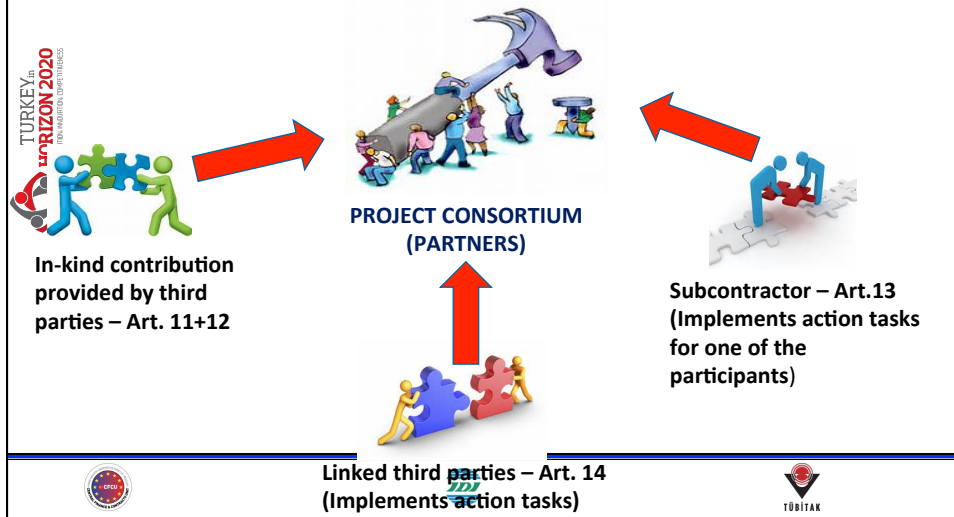 TURKEY in
HORIZON 2020
PROJECT CONSORTIUM
(PARTNERS)
In-kind contribution
provided by third
parties – Art. 11+12
Subcontractor – Art.13
(Implements action tasks
for one of the
participants)
Linked third parties – Art. 14
(Implements action tasks)
CFCU
IDI
TÜBİTAK